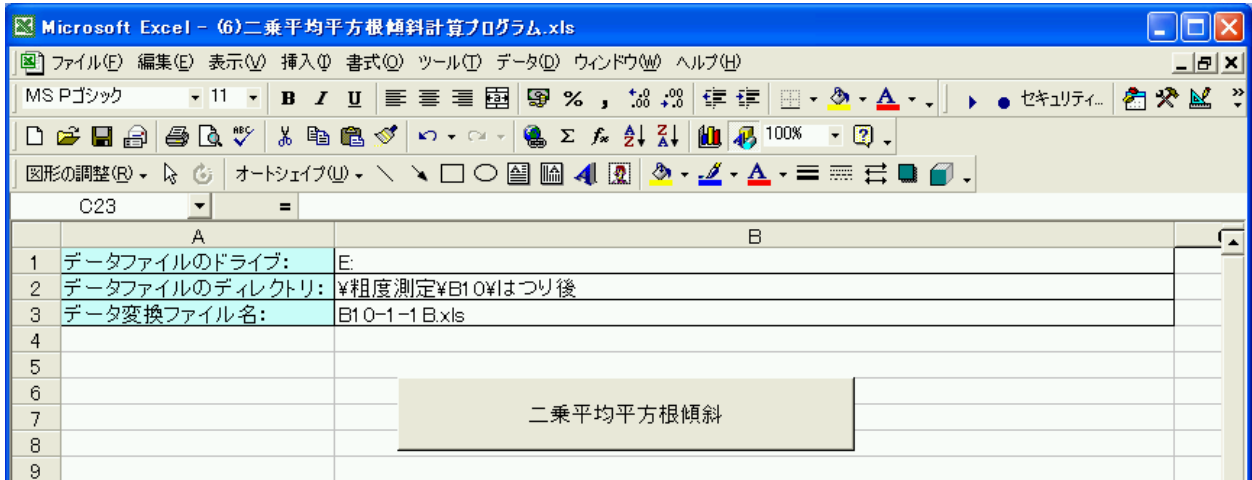 Microsoft Excel - (6)二乗平均平方根傾斜計算プログラム.xls
ファイル(F) 編集(E) 表示(V) 挿入(I) 書式(O) ツール(T) データ(D) ウィンドウ(W) ヘルプ(H)
MS Pゴシック 11 B I U % , セキュリティ...
ABC Σ fx 100%
図形の調整(R) オートシェイプ(U)
C23 =
A B
1 データファイルのドライブ: E:
2 データファイルのディレクトリ: ¥粗度測定¥B10¥はつり後
3 データ変換ファイル名: B10-1-1B.xls
4
5
6
二乗平均平方根傾斜
7
8
9